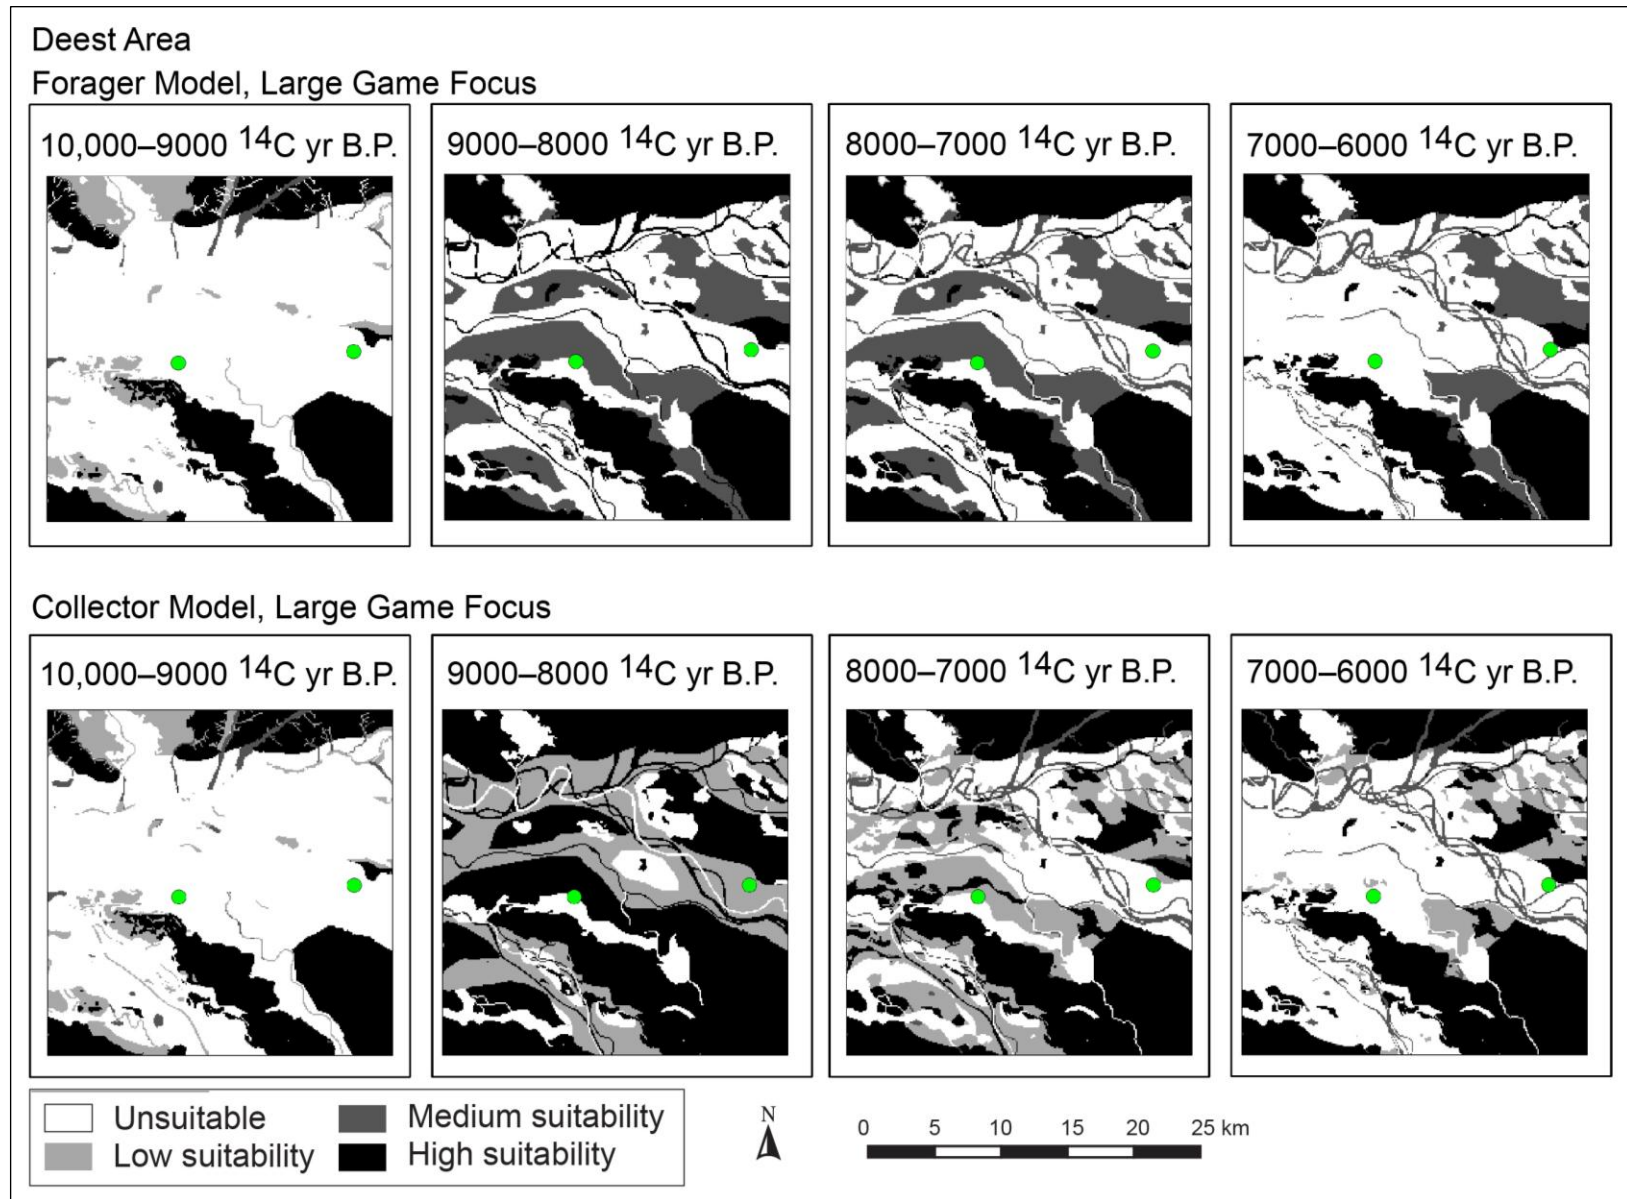 Deest Area
Forager Model, Large Game Focus
10,000–9000 14C yr B.P.
9000–8000 14C yr B.P.
8000–7000 14C yr B.P.
7000–6000 14C yr B.P.
Collector Model, Large Game Focus
10,000–9000 14C yr B.P.
9000–8000 14C yr B.P.
8000–7000 14C yr B.P.
7000–6000 14C yr B.P.
Unsuitable
Medium suitability
Low suitability
High suitability
N
0 5 10 15 20 25 km